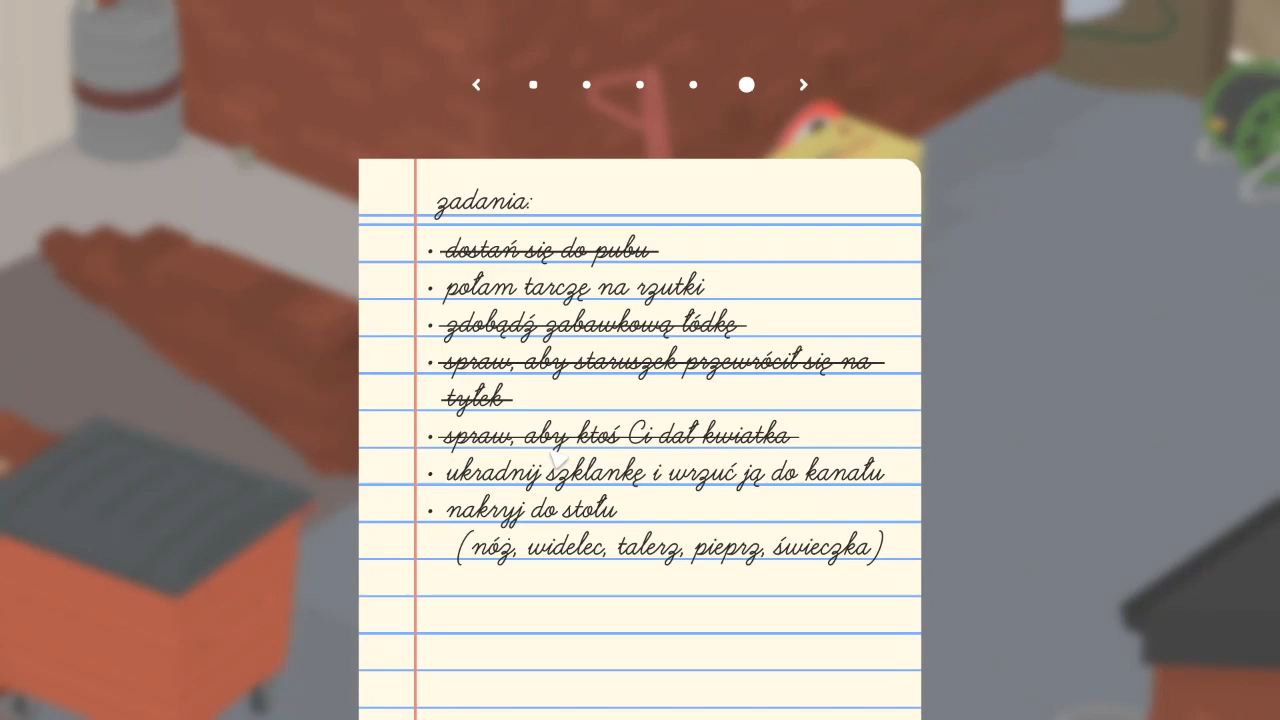 zadania:
• dostań się do pubu
• połam tarczę na rzutki
• zdobądź zabawkową łódkę
• spraw, aby staruszek przewrócił się na
tyłek
• spraw, aby ktoś Ci dał kwiatka
• ukradnij szklankę i wrzuć ją do kanału
• nakryj do stołu
(nóż, widelec, talerz, pieprz, świeczka)